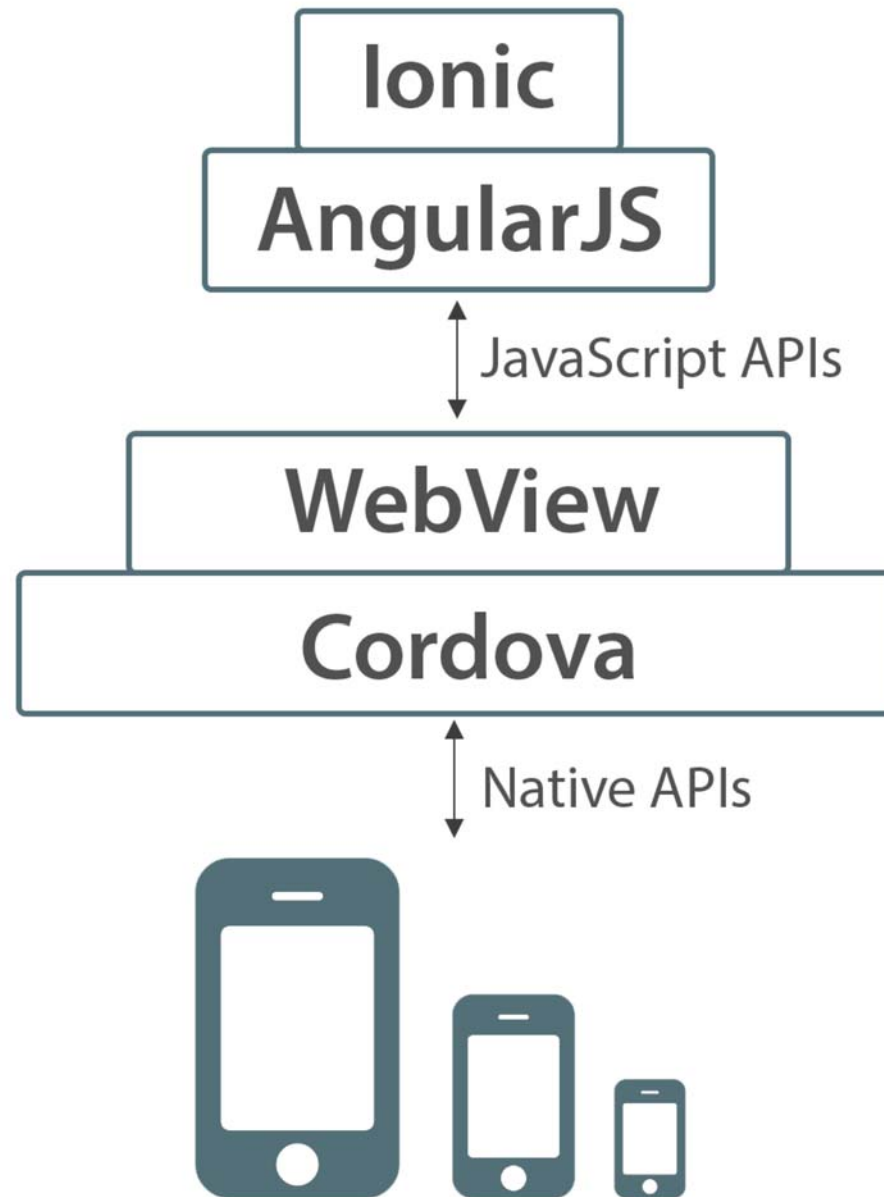 Ionic
AngularJS
JavaScript APIs
WebView
Cordova
Native APIs